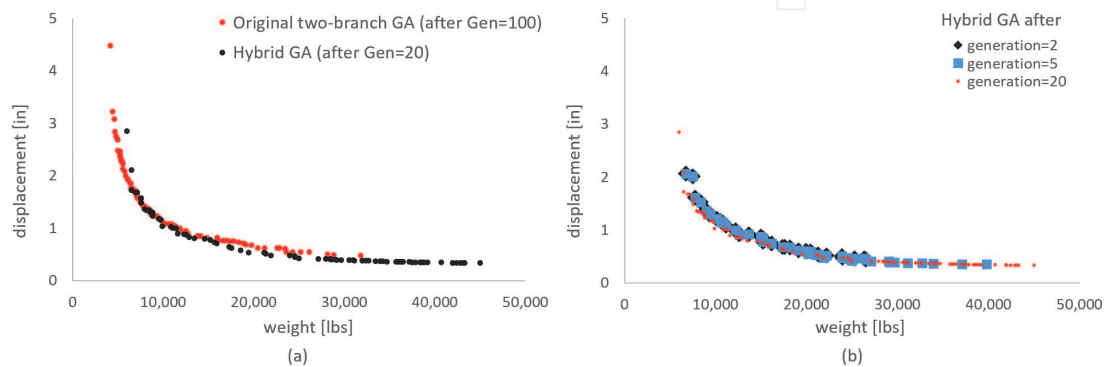 5
4
3
2
1
0
displacement [in]
Original two-branch GA (after Gen=100)
Hybrid GA (after Gen=20)
0
10,000
20,000
30,000
40,000
50,000
weight [lbs]
(a)
5
4
3
2
1
0
displacement [in]
Hybrid GA after
generation=2
generation=5
generation=20
0
10,000
20,000
30,000
40,000
50,000
weight [lbs]
(b)